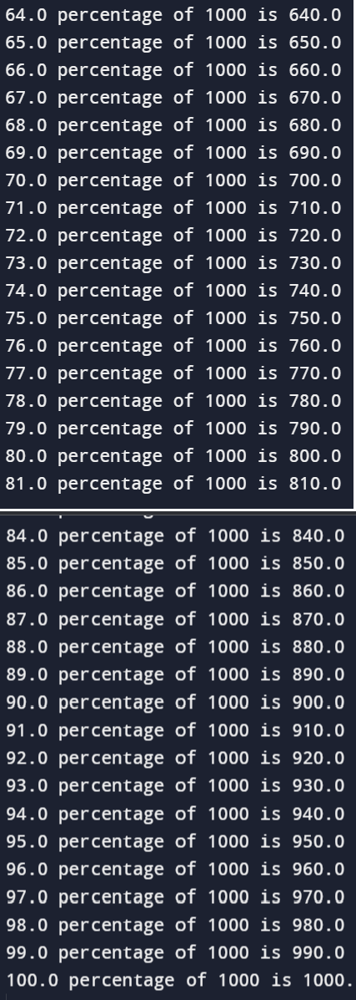 64.0 percentage of 1000 is 640.0
65.0 percentage of 1000 is 650.0
66.0 percentage of 1000 is 660.0
67.0 percentage of 1000 is 670.0
68.0 percentage of 1000 is 680.0
69.0 percentage of 1000 is 690.0
70.0 percentage of 1000 is 700.0
71.0 percentage of 1000 is 710.0
72.0 percentage of 1000 is 720.0
73.0 percentage of 1000 is 730.0
74.0 percentage of 1000 is 740.0
75.0 percentage of 1000 is 750.0
76.0 percentage of 1000 is 760.0
77.0 percentage of 1000 is 770.0
78.0 percentage of 1000 is 780.0
79.0 percentage of 1000 is 790.0
80.0 percentage of 1000 is 800.0
81.0 percentage of 1000 is 810.0
84.0 percentage of 1000 is 840.0
85.0 percentage of 1000 is 850.0
86.0 percentage of 1000 is 860.0
87.0 percentage of 1000 is 870.0
88.0 percentage of 1000 is 880.0
89.0 percentage of 1000 is 890.0
90.0 percentage of 1000 is 900.0
91.0 percentage of 1000 is 910.0
92.0 percentage of 1000 is 920.0
93.0 percentage of 1000 is 930.0
94.0 percentage of 1000 is 940.0
95.0 percentage of 1000 is 950.0
96.0 percentage of 1000 is 960.0
97.0 percentage of 1000 is 970.0
98.0 percentage of 1000 is 980.0
99.0 percentage of 1000 is 990.0
100.0 percentage of 1000 is 1000.